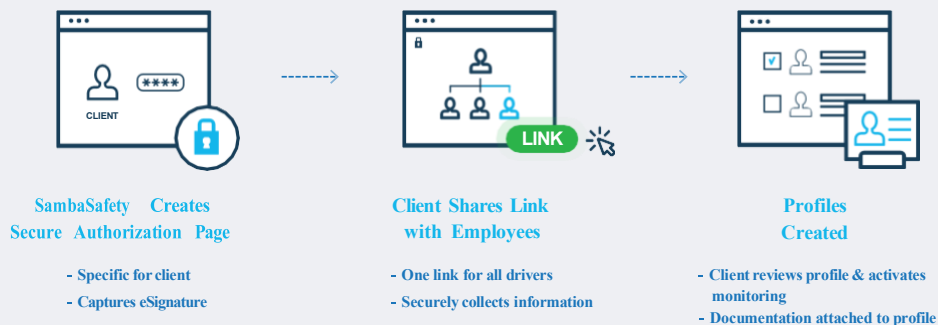 CLIENT
****
LINK
SambaSafety Creates
Secure Authorization Page
- Specific for client
- Captures eSignature
Client Shares Link
with Employees
- One link for all drivers
- Securely collects information
Profiles
Created
- Client reviews profile & activates
monitoring
- Documentation attached to profile